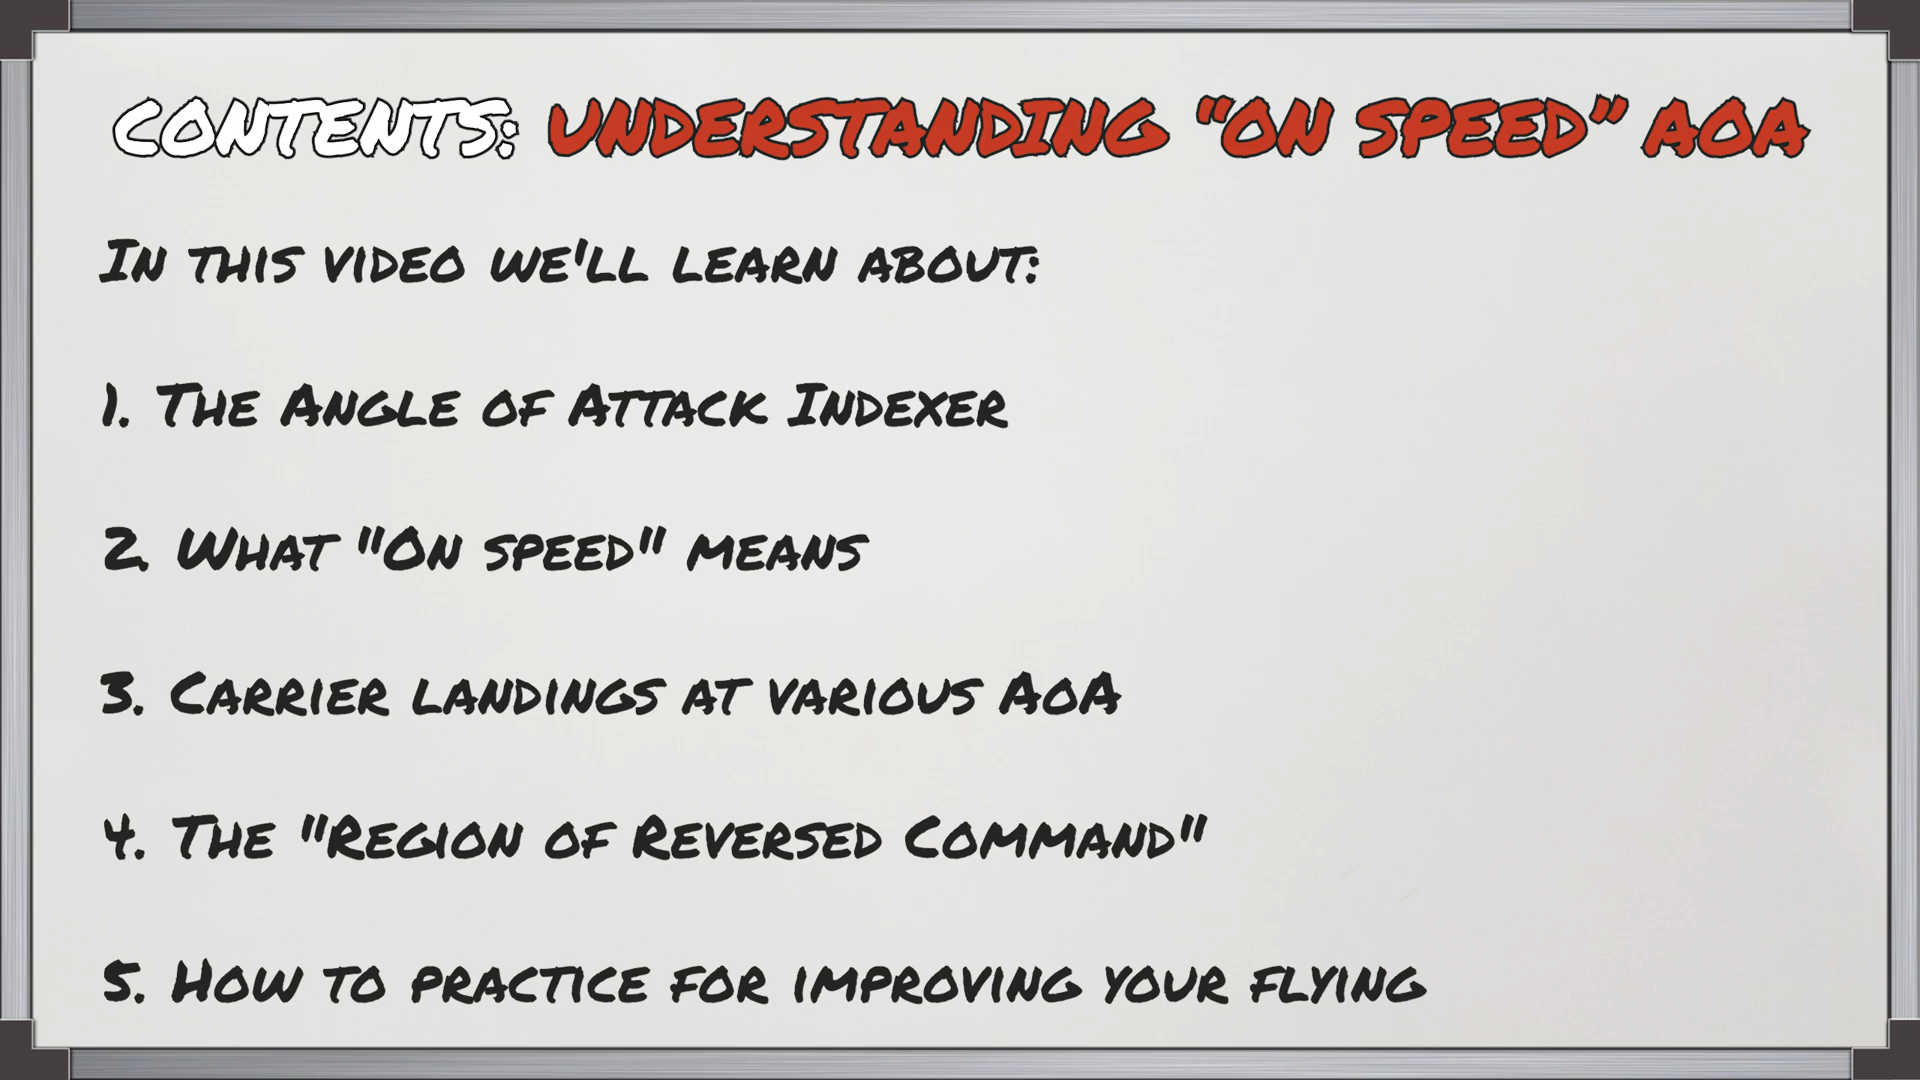 CONTENTS: UNDERSTANDING “ON SPEED” AOA
In this video we'll learn about:
1. The Angle of Attack Indexer
2. What "On speed" means
3. Carrier landings at various AoA
4. The "Region of Reversed Command"
5. How to practice for improving your flying